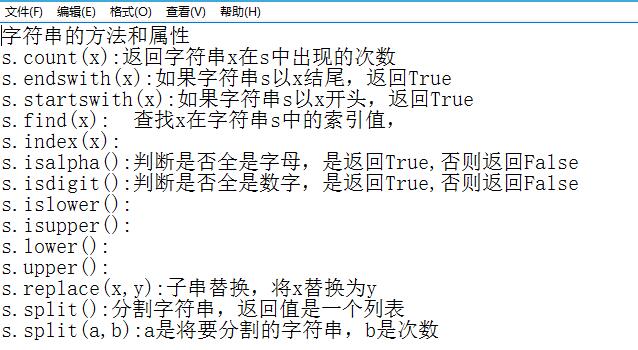 文件(F) 编辑(E) 格式(O) 查看(V) 帮助(H)
字符串的方法和属性
s.count(x):返回字符串x在s中出现的次数
s.endswith(x):如果字符串s以x结尾，返回True
s.startswith(x):如果字符串s以x开头，返回True
s.find(x):  查找x在字符串s中的索引值，
s.index(x):
s.isalpha():判断是否全是字母，是返回True,否则返回False
s.isdigit():判断是否全是数字，是返回True,否则返回False
s.islower():
s.isupper():
s.lower():
s.upper():
s.replace(x,y):子串替换，将x替换为y
s.split():分割字符串，返回值是一个列表
s.split(a,b):a是将要分割的字符串，b是次数